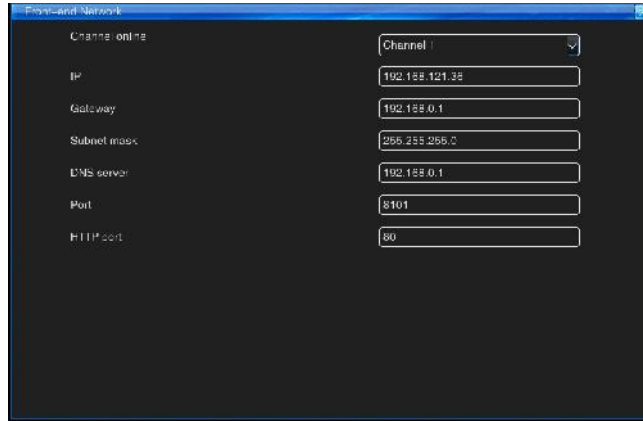 Front-end Network
Channel online
Channel 1
IP
192.168.121.36
Gateway
192.168.0.1
Subnet mask
255.255.255.0
DNS server
192.168.0.1
Port
8101
HTTP port
80